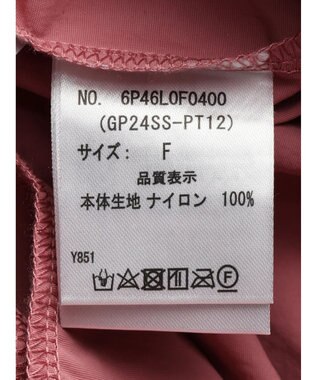 NO. 6P46L0F0400
(GP24SS-PT12)
サイズ: F
品質表示
本体生地 ナイロン 100%
Y851
F